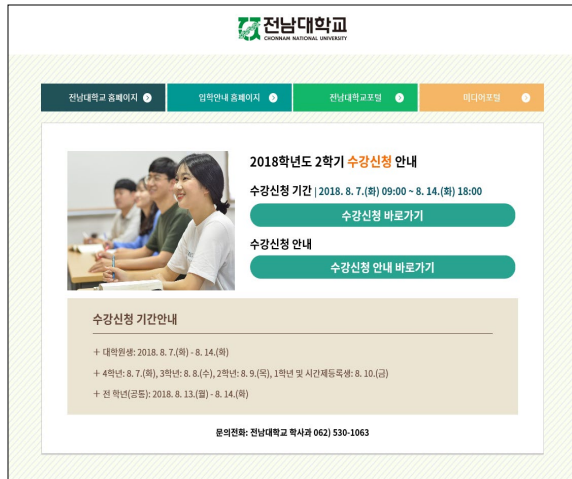 전남대학교
CHONNAM NATIONAL UNIVERSITY
전남대학교 홈페이지
입학안내 홈페이지
전남대학교포털
미디어포털
2018학년도 2학기 수강신청 안내
수강신청 기간 | 2018. 8. 7.(화) 09:00 ~ 8. 14.(화) 18:00
수강신청 바로가기
수강신청 안내
수강신청 안내 바로가기
수강신청 기간안내
+ 대학원생: 2018. 8. 7.(화) - 8. 14.(화)
+ 4학년: 8. 7.(화), 3학년: 8. 8.(수), 2학년: 8. 9.(목), 1학년 및 시간제등록생: 8. 10.(금)
+ 전 학년(공통): 2018. 8. 13.(월) - 8. 14.(화)
문의전화: 전남대학교 학사과 062) 530-1063